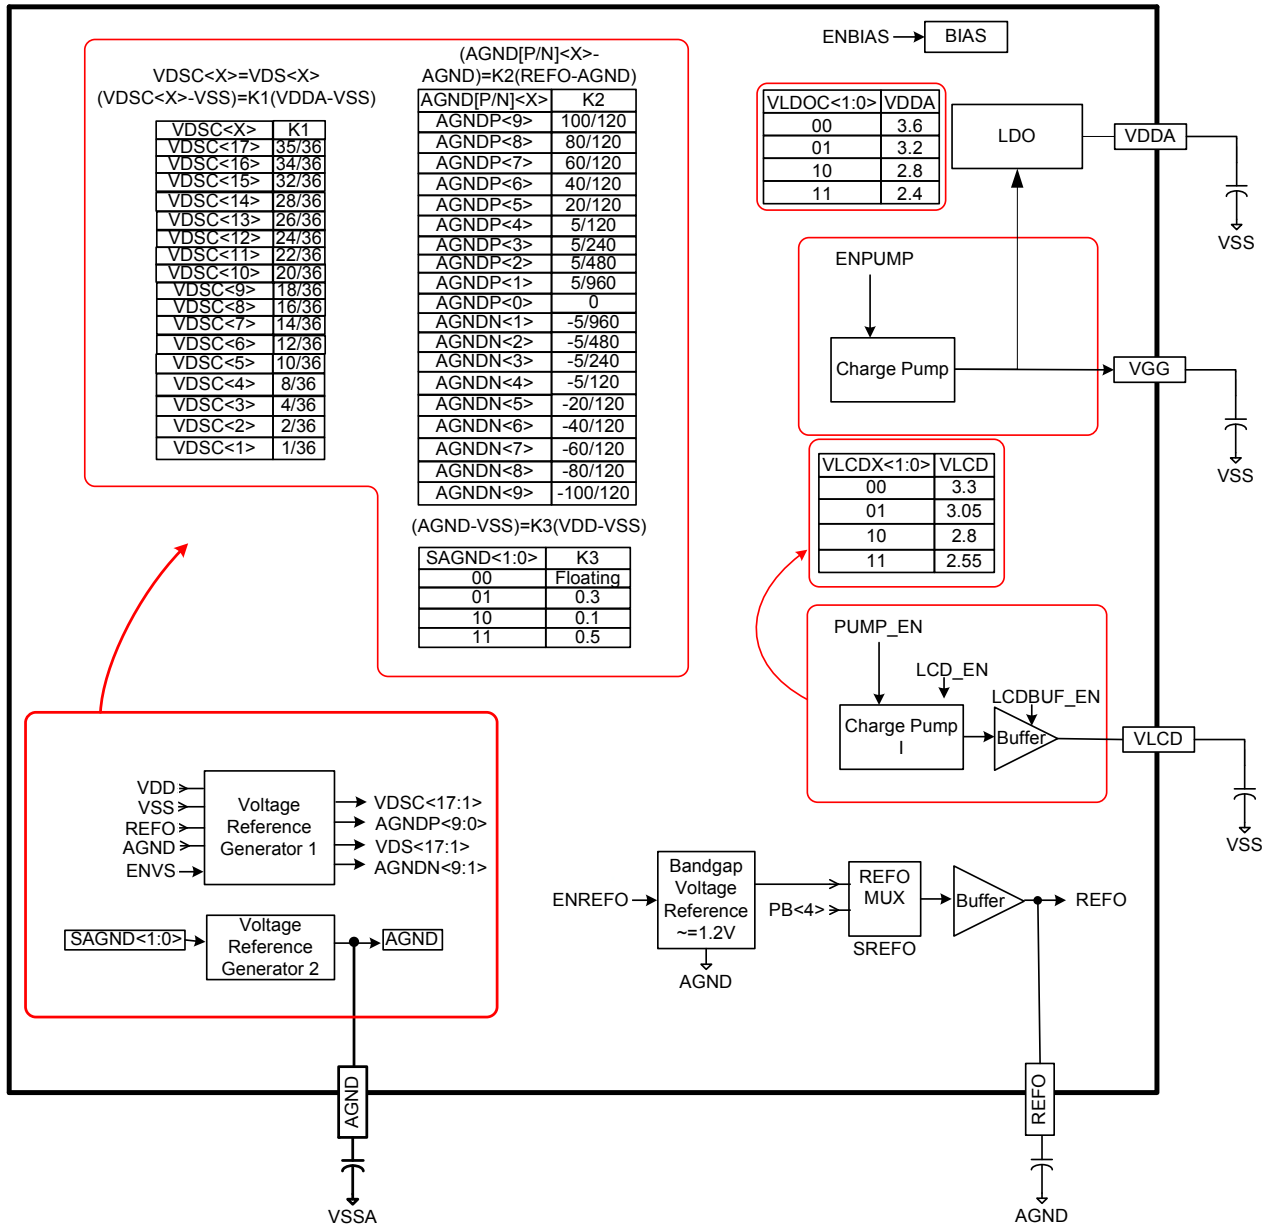 VDSC<X>=VDS<X>
(VDSC<X>-VSS)=K1(VDDA-VSS)
VDSC<X> K1
VDSC<17> 35/36
VDSC<16> 34/36
VDSC<15> 32/36
VDSC<14> 28/36
VDSC<13> 26/36
VDSC<12> 24/36
VDSC<11> 22/36
VDSC<10> 20/36
VDSC<9> 18/36
VDSC<8> 16/36
VDSC<7> 14/36
VDSC<6> 12/36
VDSC<5> 10/36
VDSC<4> 8/36
VDSC<3> 4/36
VDSC<2> 2/36
VDSC<1> 1/36
(AGND[P/N]<X>-
AGND)=K2(REFO-AGND)
AGND[P/N]<X> K2
AGNDP<9> 100/120
AGNDP<8> 80/120
AGNDP<7> 60/120
AGNDP<6> 40/120
AGNDP<5> 20/120
AGNDP<4> 5/120
AGNDP<3> 5/240
AGNDP<2> 5/480
AGNDP<1> 5/960
AGNDP<0> 0
AGNDN<1> -5/960
AGNDN<2> -5/480
AGNDN<3> -5/240
AGNDN<4> -5/120
AGNDN<5> -20/120
AGNDN<6> -40/120
AGNDN<7> -60/120
AGNDN<8> -80/120
AGNDN<9> -100/120
(AGND-VSS)=K3(VDD-VSS)
SAGND<1:0> K3
00 Floating
01 0.3
10 0.1
11 0.5
ENBIAS BIAS
VLDOC<1:0> VDDA
00 3.6
01 3.2
10 2.8
11 2.4
LDO
VDDA
VSS
ENPUMP
Charge Pump
VGG
VSS
VLCDX<1:0> VLCD
00 3.3
01 3.05
10 2.8
11 2.55
PUMP_EN
LCD_EN
LCDBUF_EN
Charge Pump
I
Buffer
VLCD
VSS
VDD
VSS
REFO
AGND
ENVS
Voltage
Reference
Generator 1
VDSC<17:1>
AGNDP<9:0>
VDS<17:1>
AGNDN<9:1>
SAGND<1:0>
Voltage
Reference
Generator 2
AGND
AGND
VSSA
ENREFO
Bandgap
Voltage
Reference
~=1.2V
AGND
PB<4>
REFO
MUX
SREFO
Buffer
REFO
REFO
AGND